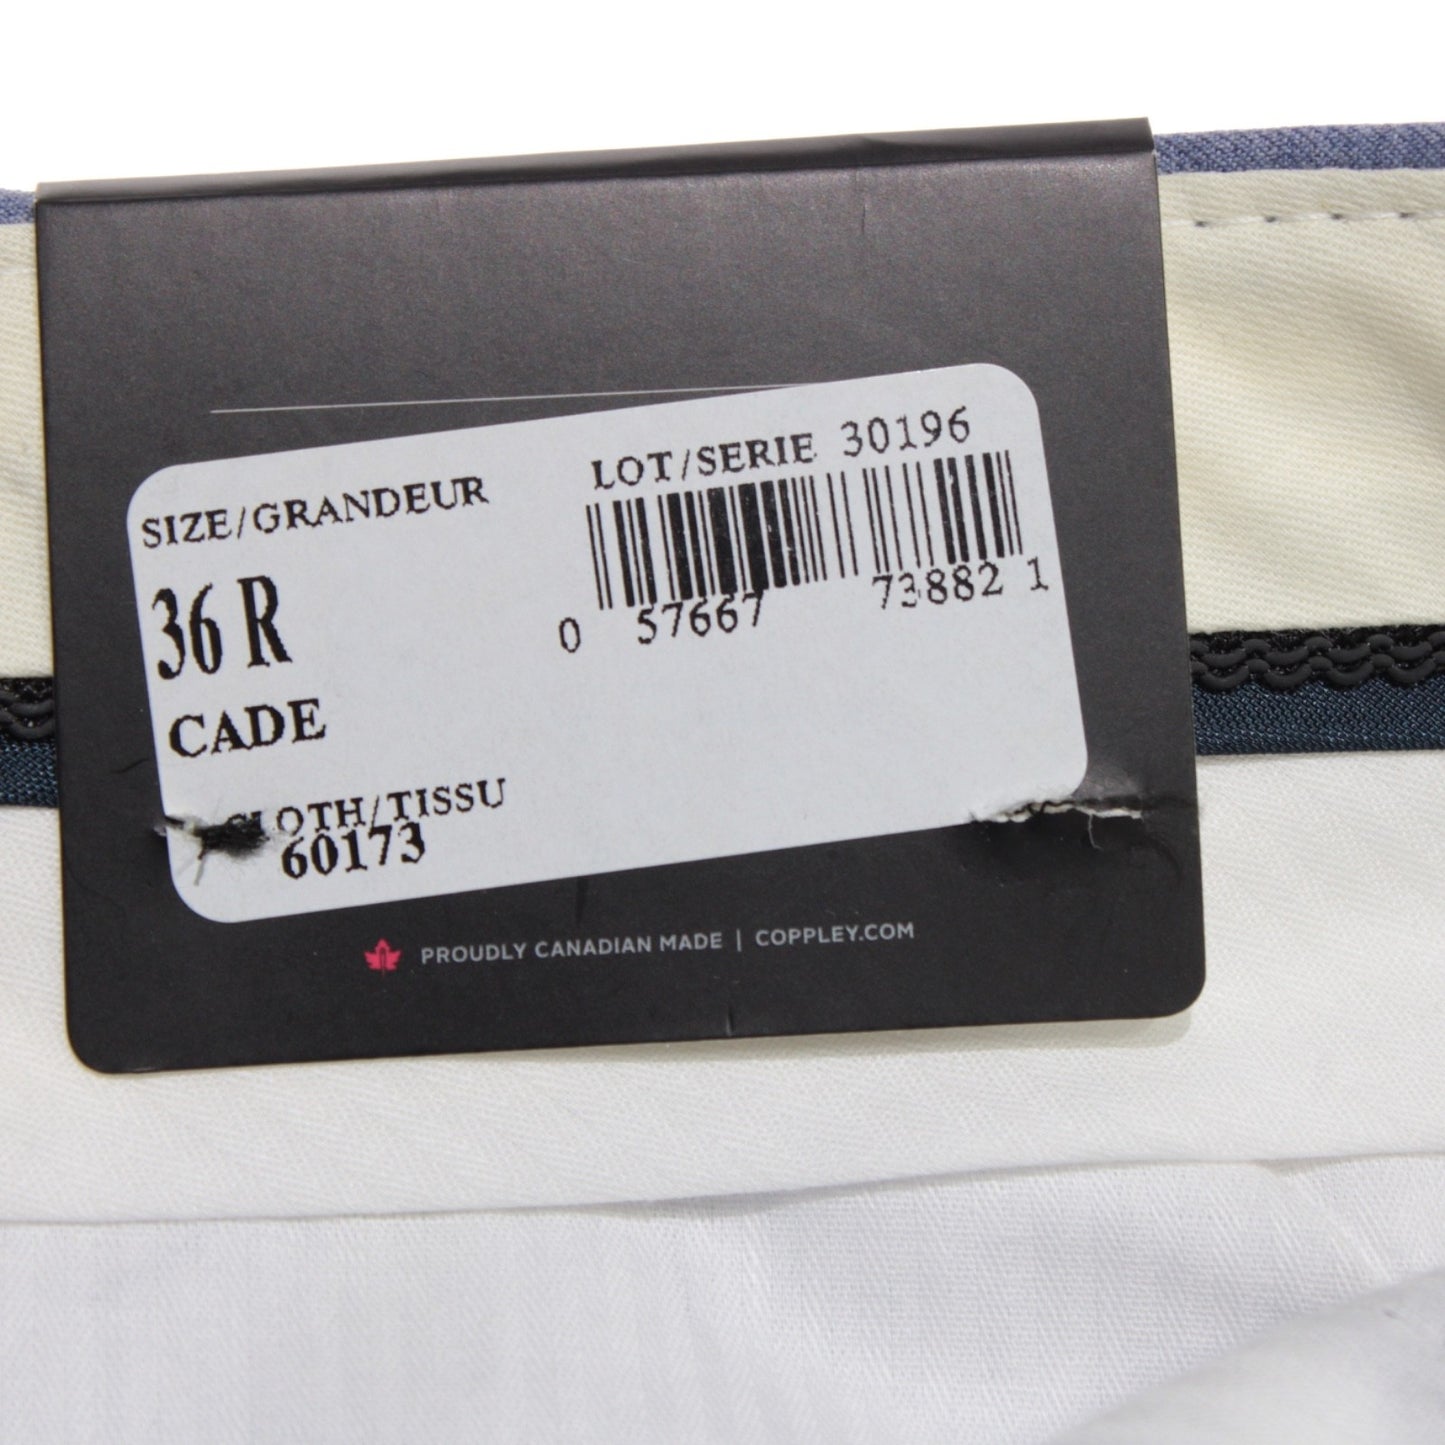 SIZE/GRANDEUR
36 R
CADE
CLOTH/TISSU
60173
LOT/SERIE 30196
0 57667 73882 1
PROUDLY CANADIAN MADE | COPPLEY.COM